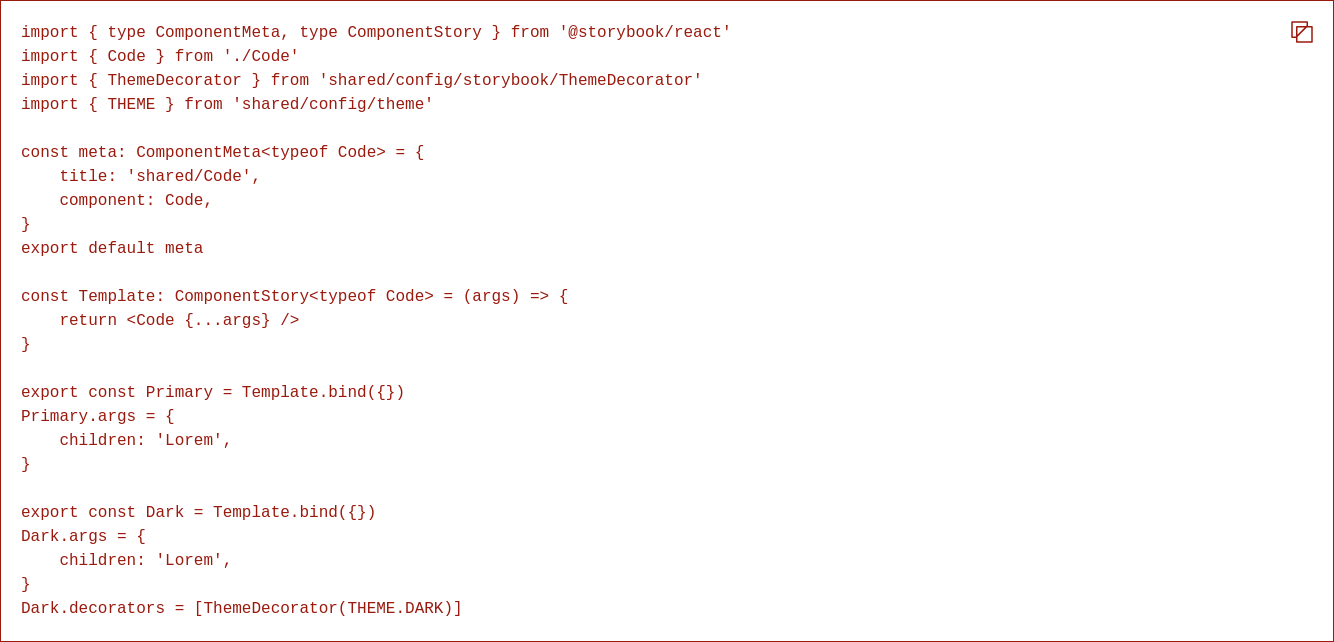 import { type ComponentMeta, type ComponentStory } from '@storybook/react'
import { Code } from './Code'
import { ThemeDecorator } from 'shared/config/storybook/ThemeDecorator'
import { THEME } from 'shared/config/theme'

const meta: ComponentMeta<typeof Code> = {
    title: 'shared/Code',
    component: Code,
}
export default meta

const Template: ComponentStory<typeof Code> = (args) => {
    return <Code {...args} />
}

export const Primary = Template.bind({})
Primary.args = {
    children: 'Lorem',
}

export const Dark = Template.bind({})
Dark.args = {
    children: 'Lorem',
}
Dark.decorators = [ThemeDecorator(THEME.DARK)]